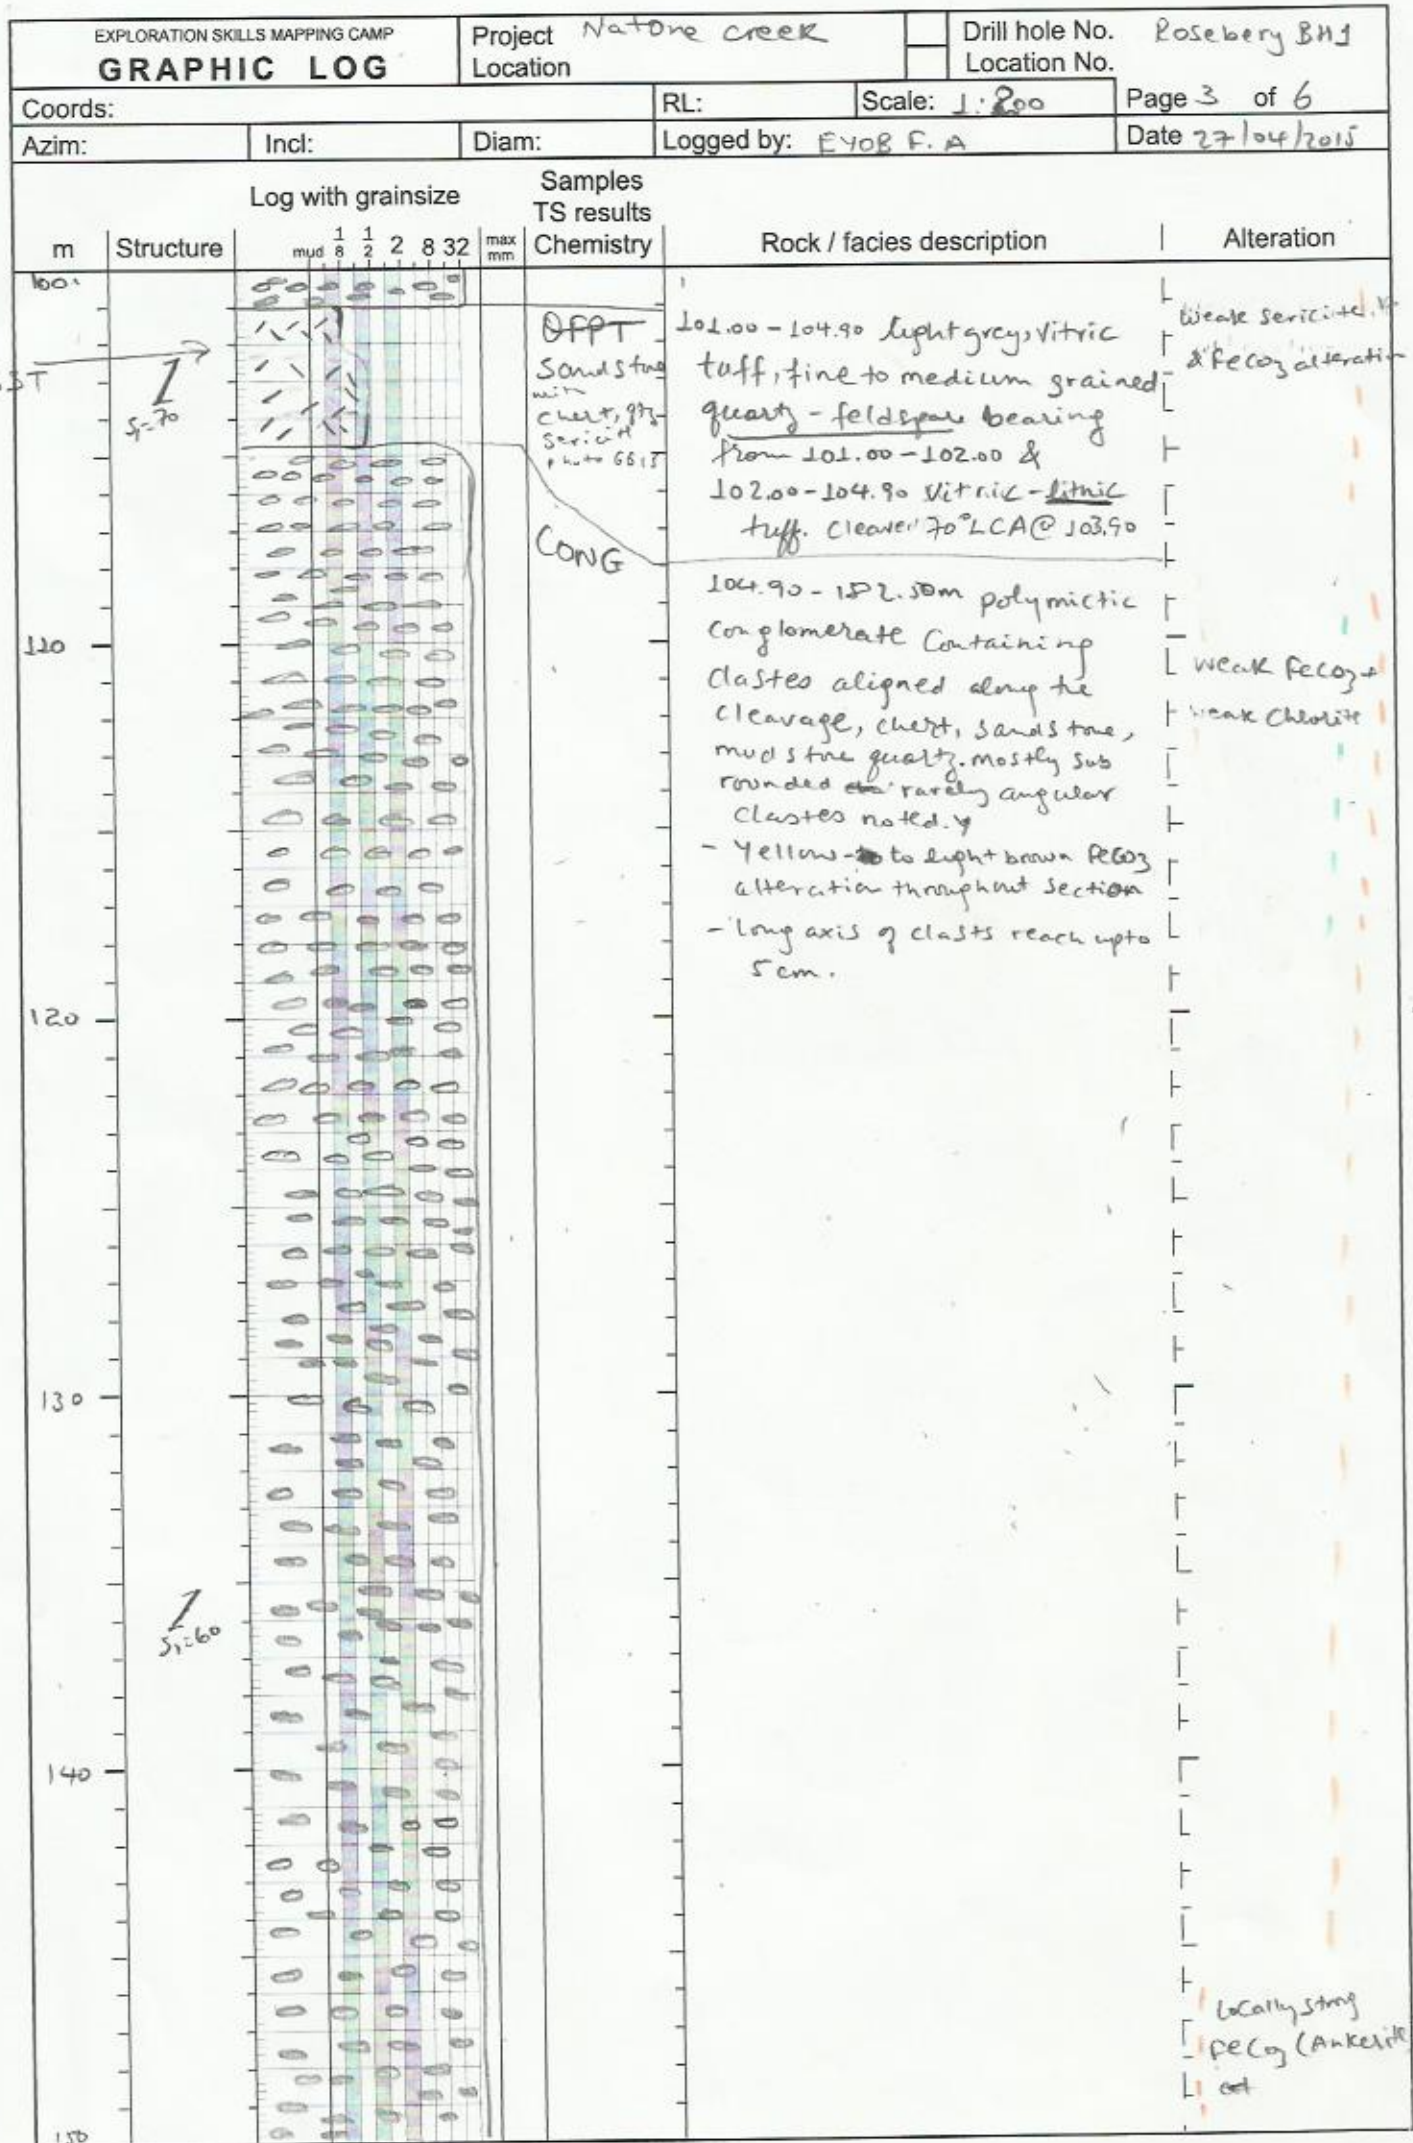 EXPLORATION SKILLS MAPPING CAMP
GRAPHIC LOG
Project Natone creek
Location
Drill hole No. Rosebery BH1
Location No.
Coords:
RL:
Scale: 1:200
Page 3 of 6
Azim:
Incl:
Diam:
Logged by: EYOB F. A
Date 27/04/2015
m
Structure
Log with grainsize
mud 1/8 1/2 2 8 32
max mm
Samples
TS results
Chemistry
Rock / facies description
Alteration
100
S1=70
QFPT
Sandstone
with
chert, qtz-
sericite
photo 6615
CONG
101.00-104.90 light grey, vitric
tuff, fine to medium grained
quartz - feldspare bearing
from 101.00-102.00 &
102.00-104.90 vitric-lithic
tuff. 70° LCA@ 103.90
104.90-182.50m polymictic
conglomerate containing
clastes aligned along the
cleavage, chert, sandstone,
mudstone quartz. mostly sub
rounded rarely angular
clastes noted.
- Yellow - to light brown FeCO3
alteration throughout section
- long axis of clasts reach upto
5cm.
weak sericite,
& FeCO3 alteration
weak FeCO3 +
weak Chlorite
110
120
130
S1=60
140
locally strong
FeCO3 (Ankerite
150